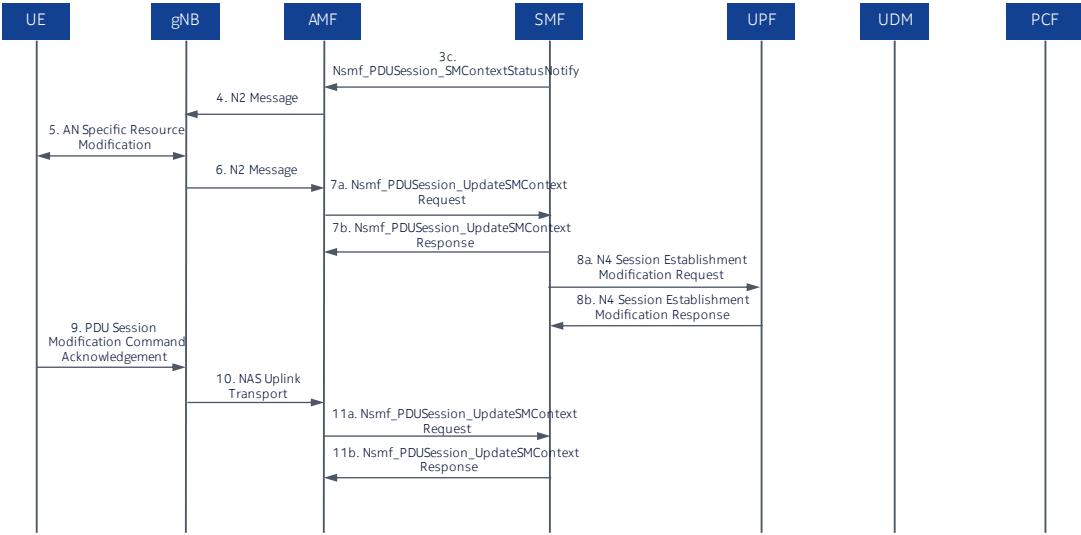 UE
gNB
AMF
SMF
UPF
UDM
PCF
3c.
Nsmf_PDUSession_SMContextStatusNotify
4. N2 Message
5. AN Specific Resource
Modification
6. N2 Message
7a. Nsmf_PDUSession_UpdateSMContext
Request
7b. Nsmf_PDUSession_UpdateSMContext
Response
8a. N4 Session Establishment
Modification Request
8b. N4 Session Establishment
Modification Response
9. PDU Session
Modification Command
Acknowledgement
10. NAS Uplink
Transport
11a. Nsmf_PDUSession_UpdateSMContext
Request
11b. Nsmf_PDUSession_UpdateSMContext
Response